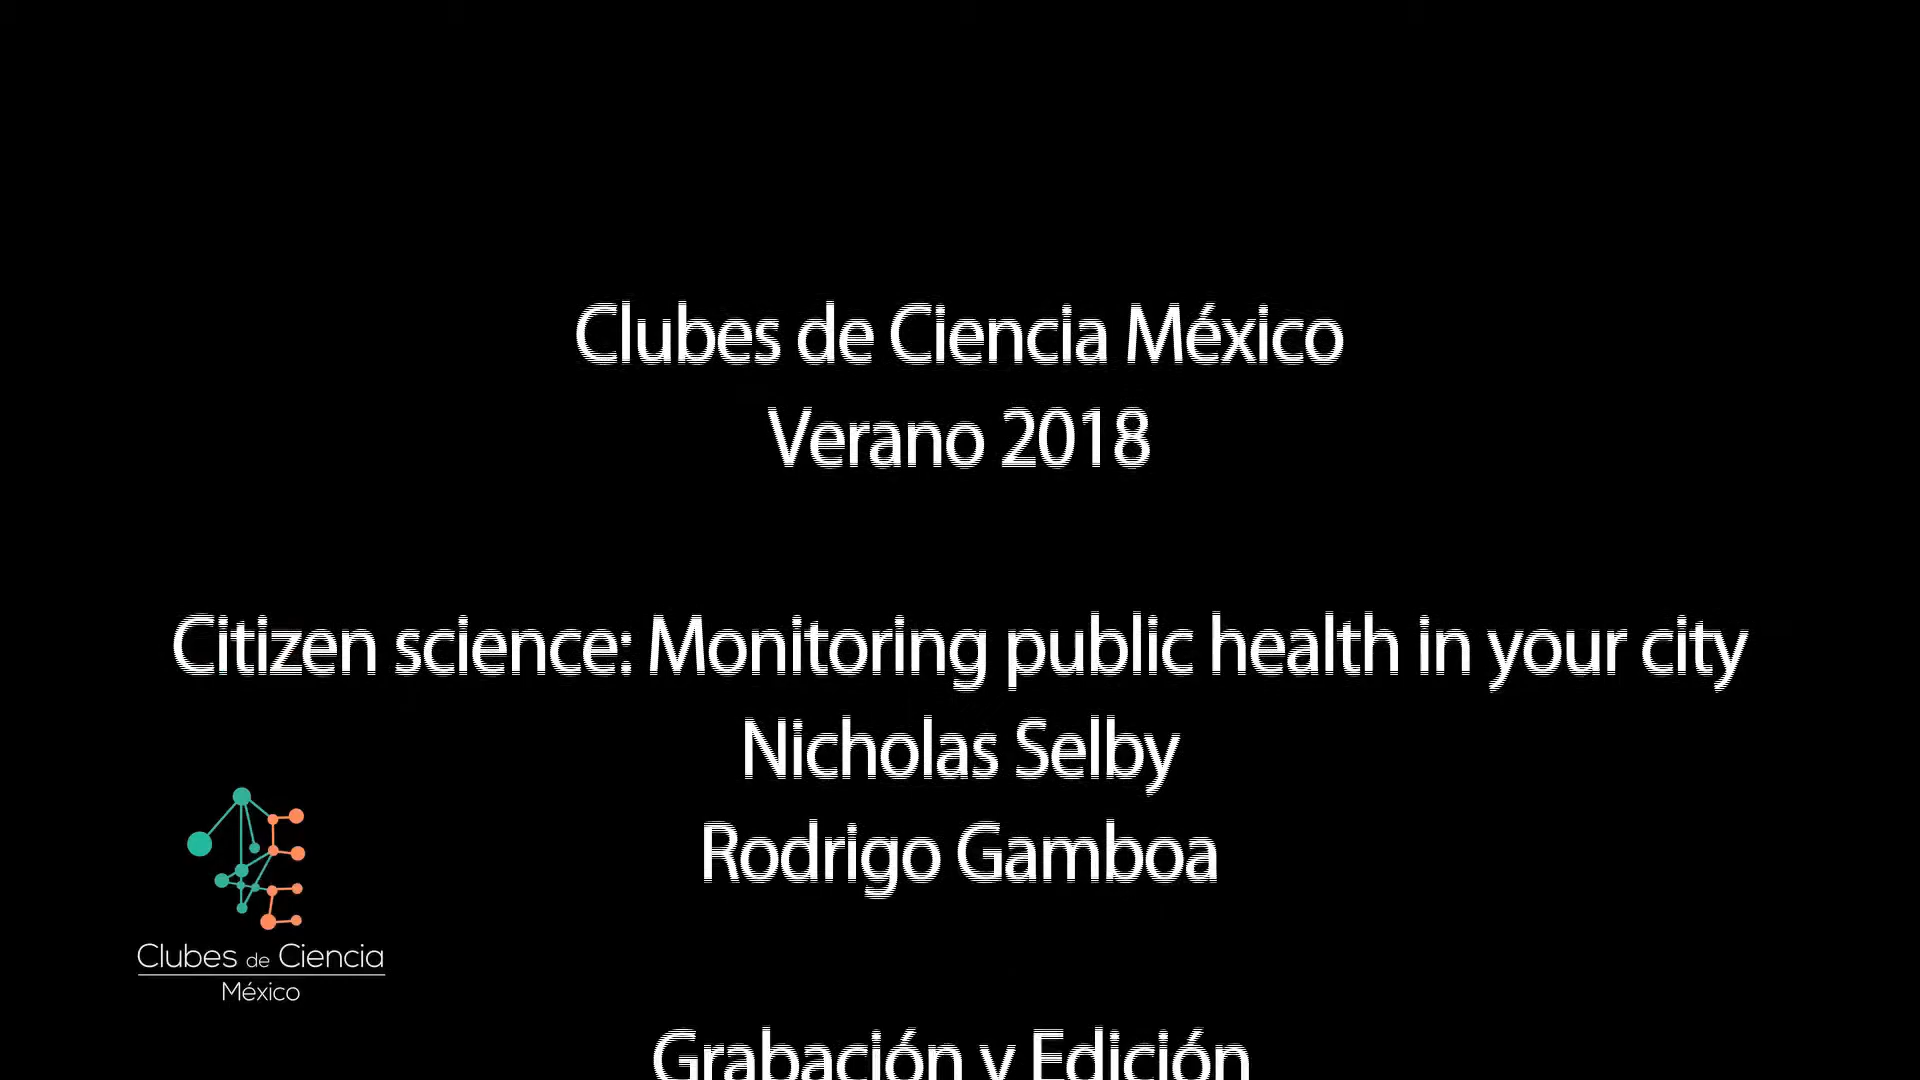 Clubes de Ciencia México
Verano 2018
Citizen science: Monitoring public health in your city
Nicholas Selby
Rodrigo Gamboa
Clubes de Ciencia
México
Grabación y Edición